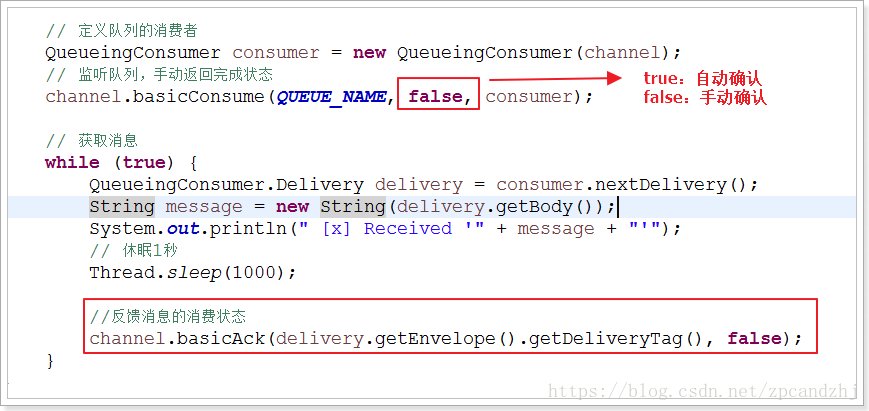 // 定义队列的消费者
QueueingConsumer consumer = new QueueingConsumer(channel);
// 监听队列，手动返回完成状态
channel.basicConsume(QUEUE_NAME, false, consumer);
true：自动确认
false：手动确认
// 获取消息
while (true) {
QueueingConsumer.Delivery delivery = consumer.nextDelivery();
String message = new String(delivery.getBody());
System.out.println(" [x] Received '" + message + "'");
// 休眠1秒
Thread.sleep(1000);
//反馈消息的消费状态
channel.basicAck(delivery.getEnvelope().getDeliveryTag(), false);
}
https://blog.csdn.net/zpcandzhj